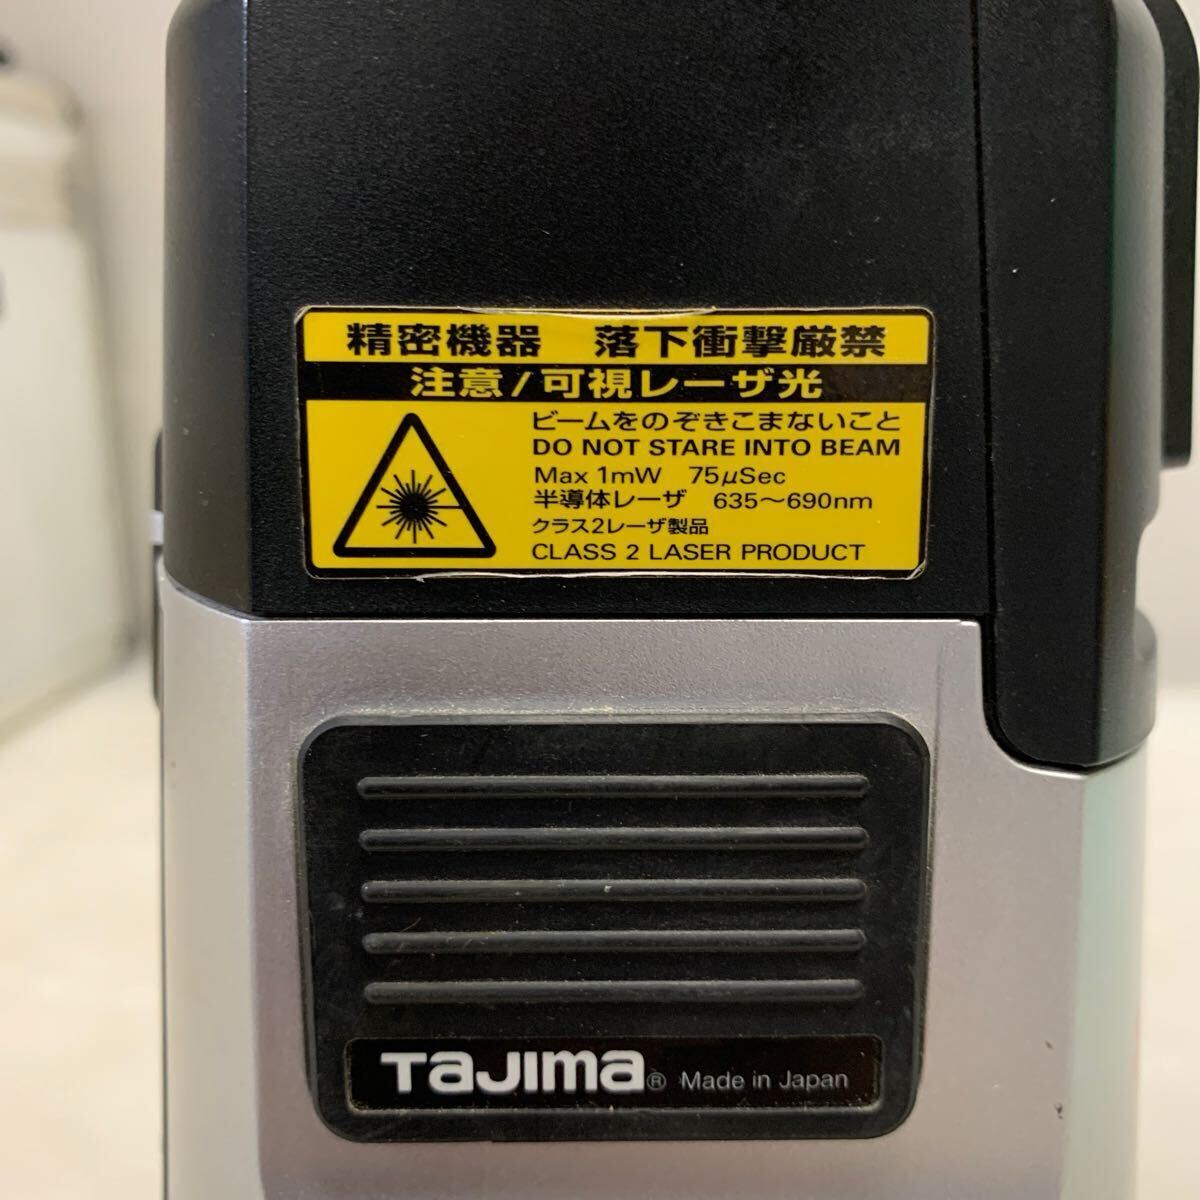 精密機器 落下衝撃厳禁
注意/可視レーザ光
ビームをのぞきこまないこと
DO NOT STARE INTO BEAM
Max 1mW 75μSec
半導体レーザ 635～690nm
クラス2レーザ製品
CLASS 2 LASER PRODUCT
TaJima® Made in Japan